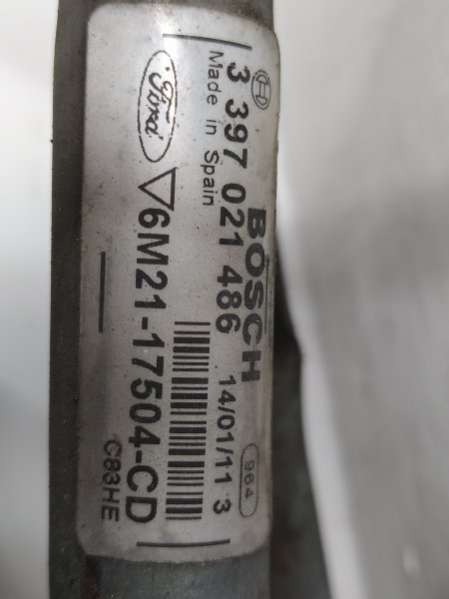 BOSCH
3 397 021 486 14/01/11 3
Made in Spain
964
Ford
6M21-17504-CD
C83HE